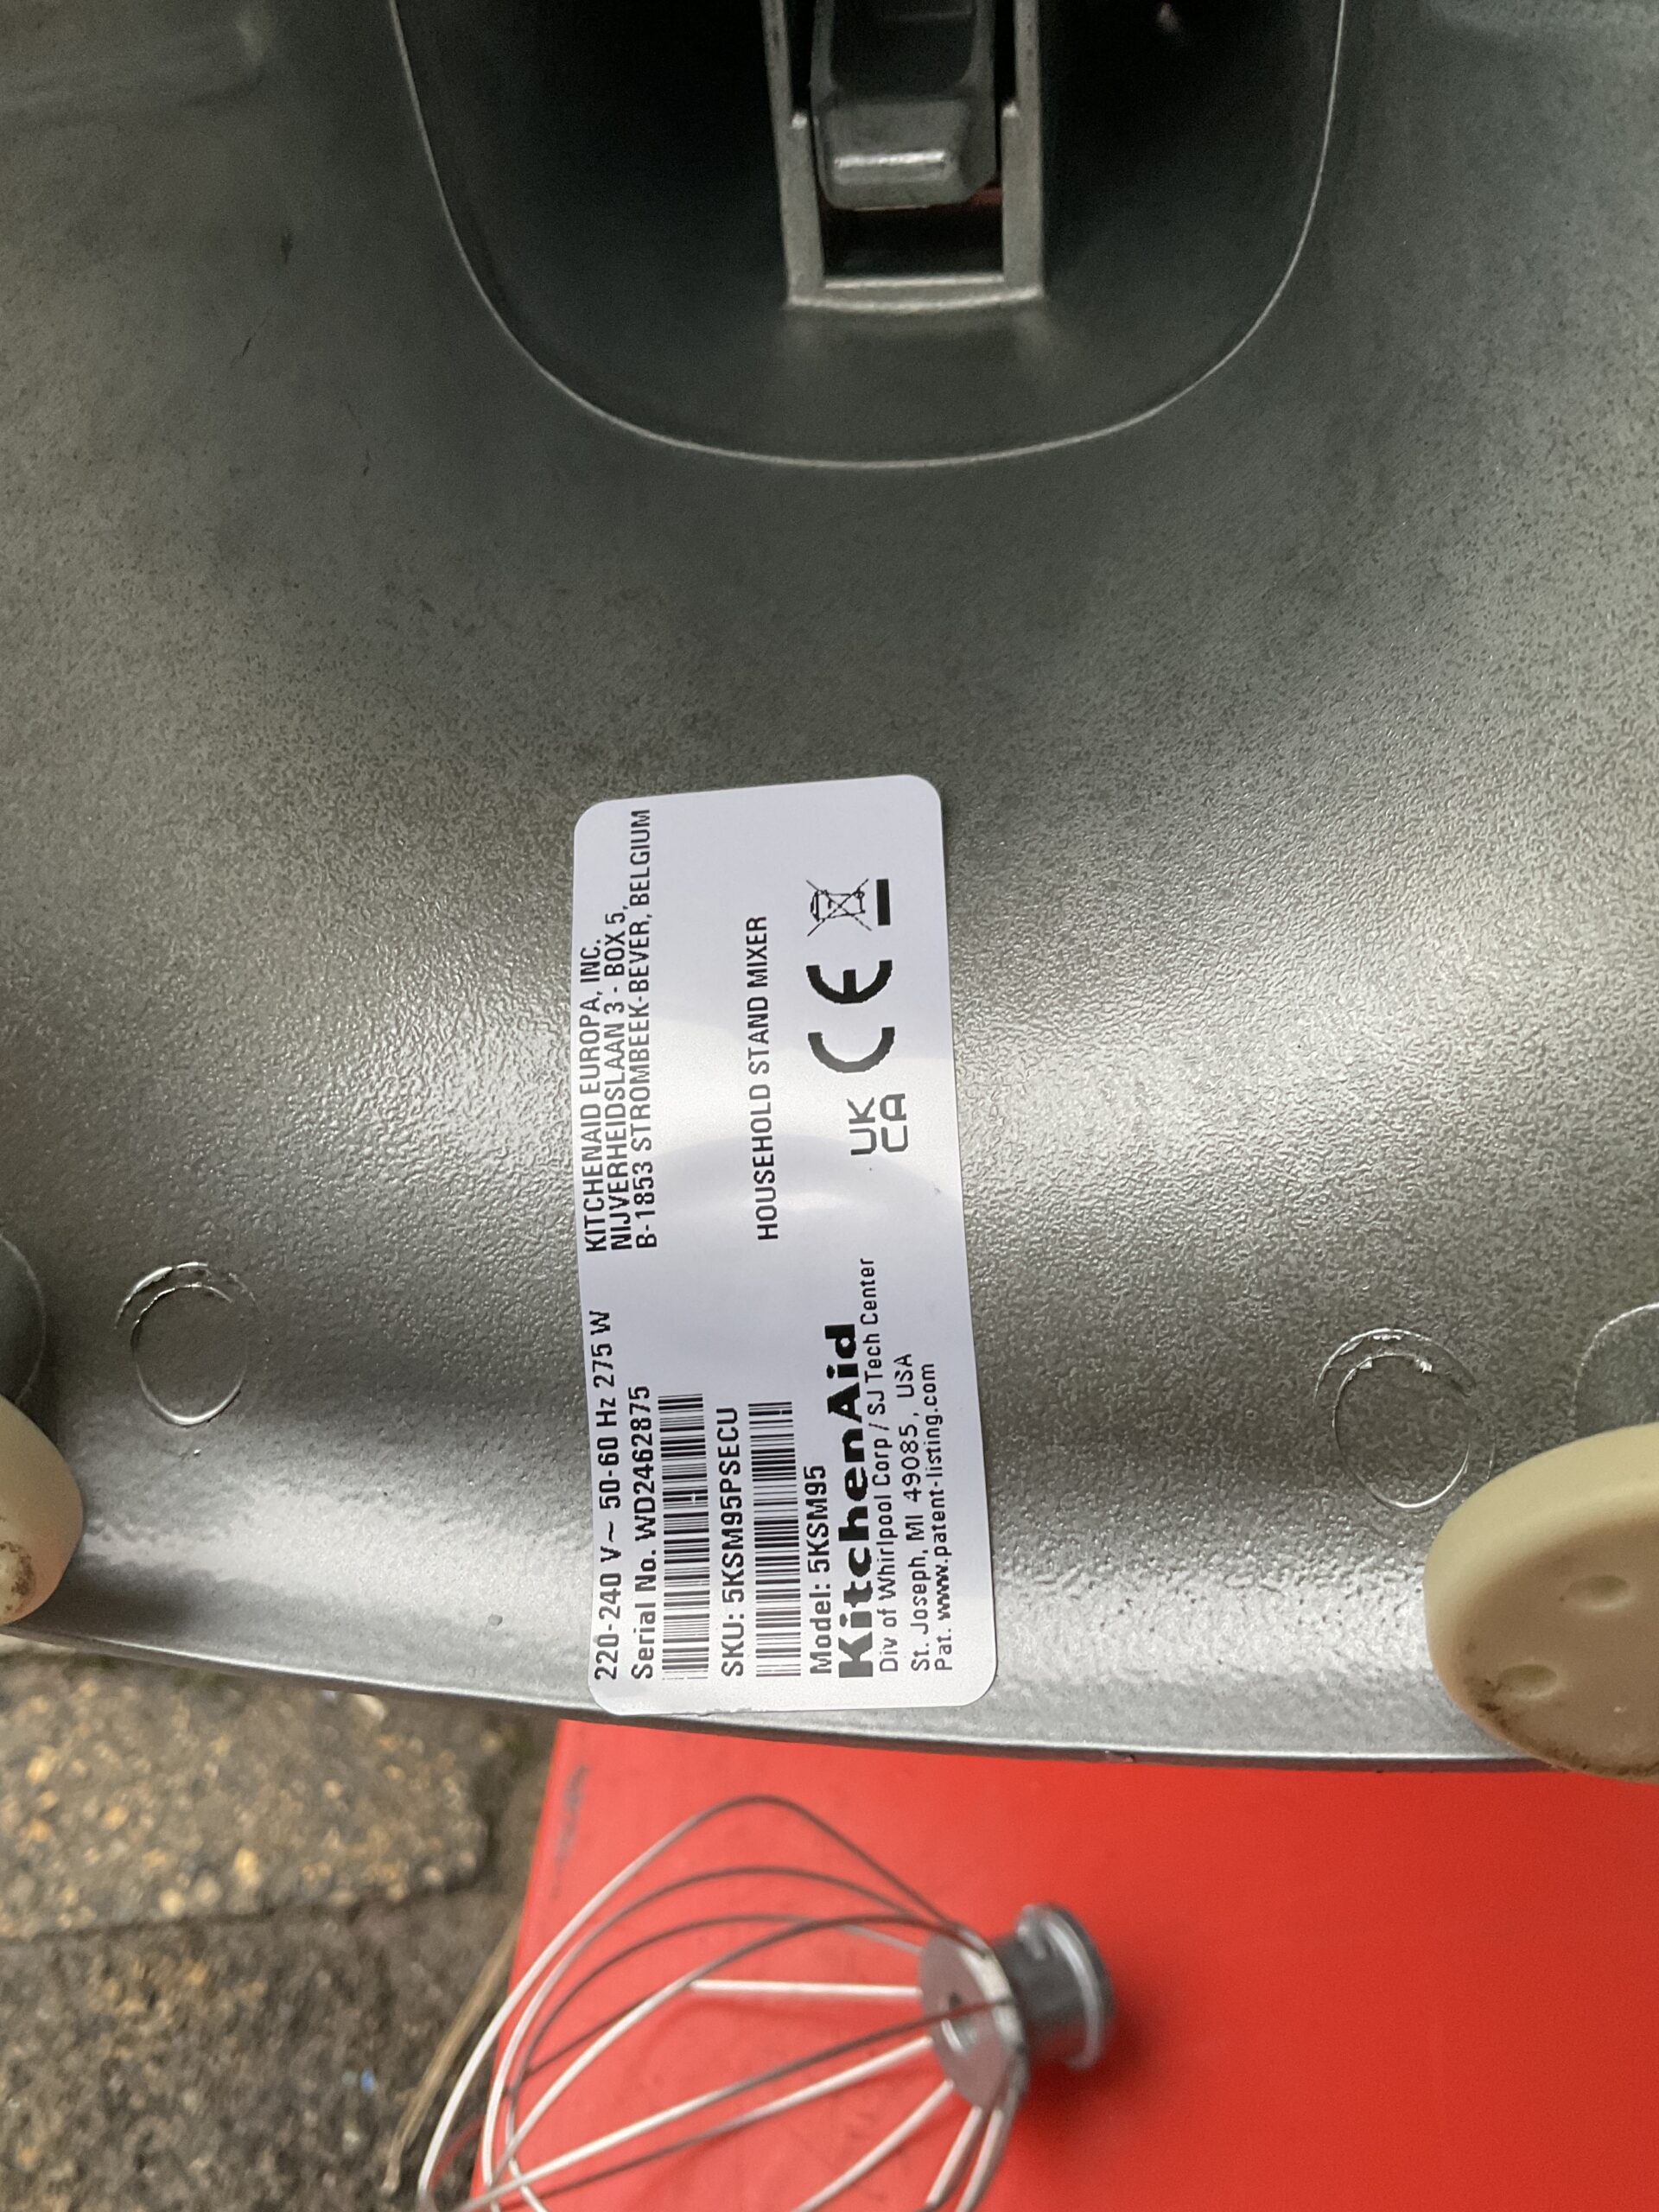 220-240 V~ 50-60 Hz 275 W
Serial No. WD2462875
SKU: 5KSM95PSECU
Model: 5KSM95
KitchenAid
Div of Whirlpool Corp / SJ Tech Center
St. Joseph, MI 49085, USA
Pat. www.patent-listing.com
KITCHENAID EUROPA, INC.
NIJVERHEIDSLAAN 3 - BOX 5,
B-1853 STROMBEEK-BEVER, BELGIUM
HOUSEHOLD STAND MIXER
UK
CA
CE